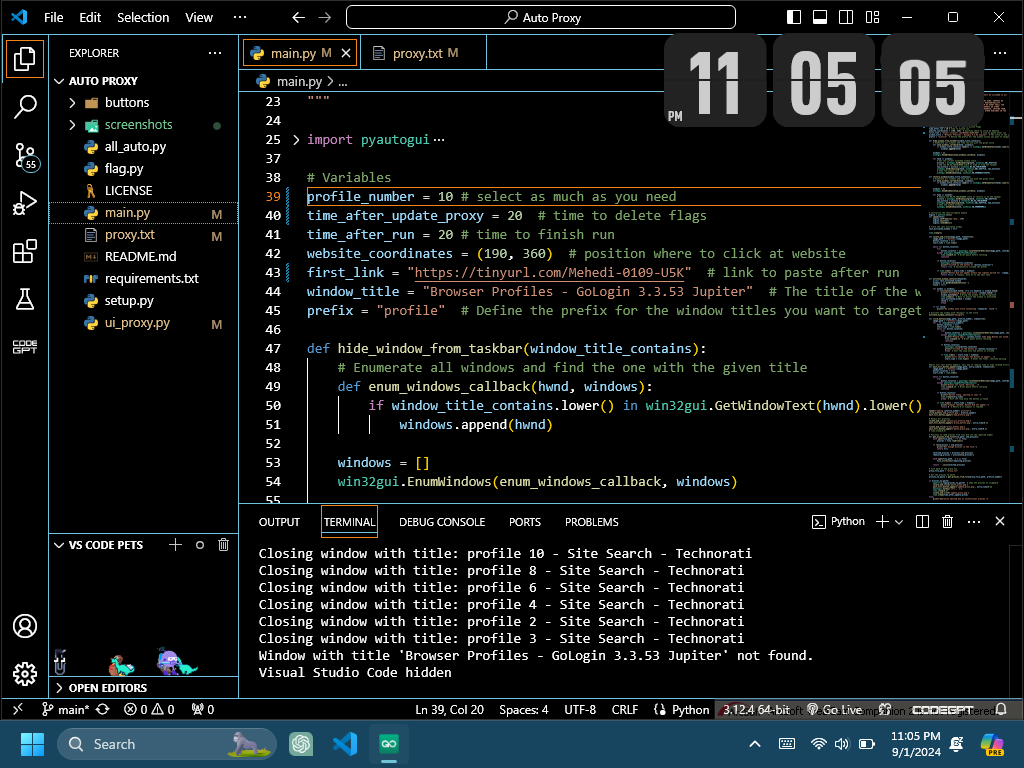 File Edit Selection View ··· Auto Proxy
EXPLORER ···
AUTO PROXY
buttons
screenshots
all_auto.py
flag.py
LICENSE
main.py M
proxy.txt M
README.md
requirements.txt
setup.py
ui_proxy.py M
55
CODE
GPT
VS CODE PETS
OPEN EDITORS
main.py M proxy.txt M ···
main.py > ...
PM 11 05 05
23 """
24
25 import pyautogui···
37
38 # Variables
39 profile_number = 10 # select as much as you need
40 time_after_update_proxy = 20 # time to delete flags
41 time_after_run = 20 # time to finish run
42 website_coordinates = (190, 360) # position where to click at website
43 first_link = "https://tinyurl.com/Mehedi-0109-U5K" # link to paste after run
44 window_title = "Browser Profiles - GoLogin 3.3.53 Jupiter" # The title of the w
45 prefix = "profile" # Define the prefix for the window titles you want to target
46
47 def hide_window_from_taskbar(window_title_contains):
48 # Enumerate all windows and find the one with the given title
49 def enum_windows_callback(hwnd, windows):
50 if window_title_contains.lower() in win32gui.GetWindowText(hwnd).lower()
51 windows.append(hwnd)
52
53 windows = []
54 win32gui.EnumWindows(enum_windows_callback, windows)
55
OUTPUT TERMINAL DEBUG CONSOLE PORTS PROBLEMS Python ···
Closing window with title: profile 10 - Site Search - Technorati
Closing window with title: profile 8 - Site Search - Technorati
Closing window with title: profile 6 - Site Search - Technorati
Closing window with title: profile 4 - Site Search - Technorati
Closing window with title: profile 2 - Site Search - Technorati
Closing window with title: profile 3 - Site Search - Technorati
Window with title 'Browser Profiles - GoLogin 3.3.53 Jupiter' not found.
Visual Studio Code hidden
main* 0 0 0 Ln 39, Col 20 Spaces: 4 UTF-8 CRLF Python 3.12.4 64-bit Go Live CODEGPT
Search 11:05 PM
9/1/2024
PRE